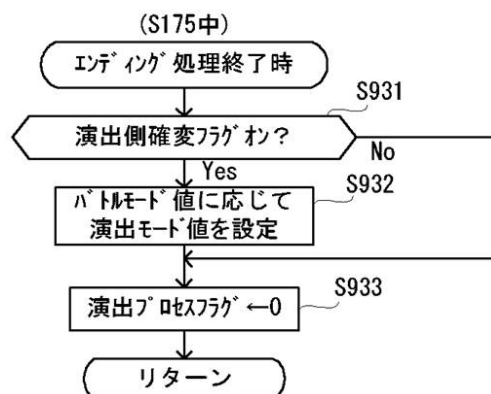 (S175中)
エンディング処理終了時
S931
演出側確変フラグオン？
No
Yes
S932
バトルモード値に応じて
演出モード値を設定
S933
演出プロセスフラグ←0
リターン